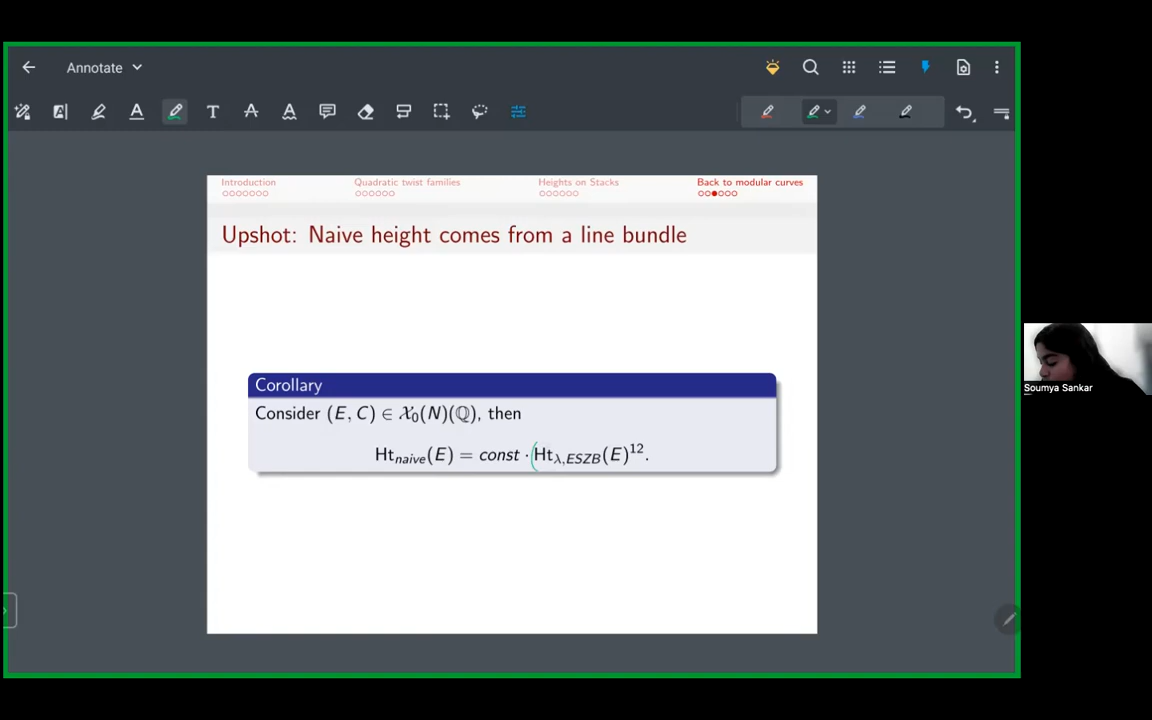 Annotate
Introduction
Quadratic twist families
Heights on Stacks
Back to modular curves
Upshot: Naive height comes from a line bundle
Corollary
Consider (E, C) ∈ 𝒳₀(N)(ℚ), then
Ht_naive(E) = const · (Ht_λ,ESZB(E)¹².
Soumya Sankar